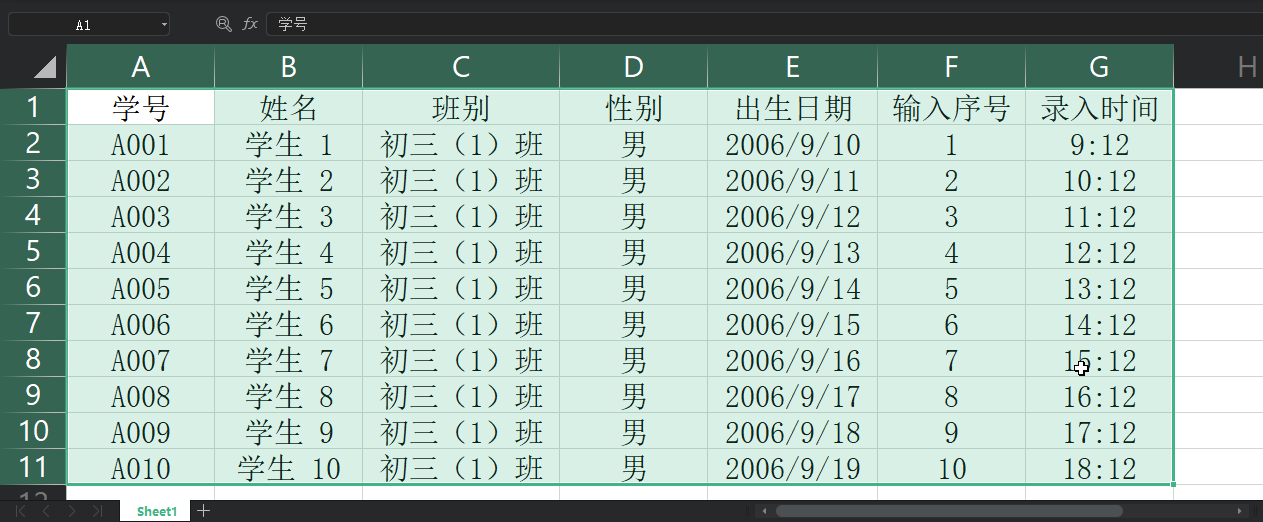 A1 fx 学号
A B C D E F G H
1 学号 姓名 班别 性别 出生日期 输入序号 录入时间
2 A001 学生 1 初三（1）班 男 2006/9/10 1 9:12
3 A002 学生 2 初三（1）班 男 2006/9/11 2 10:12
4 A003 学生 3 初三（1）班 男 2006/9/12 3 11:12
5 A004 学生 4 初三（1）班 男 2006/9/13 4 12:12
6 A005 学生 5 初三（1）班 男 2006/9/14 5 13:12
7 A006 学生 6 初三（1）班 男 2006/9/15 6 14:12
8 A007 学生 7 初三（1）班 男 2006/9/16 7 15:12
9 A008 学生 8 初三（1）班 男 2006/9/17 8 16:12
10 A009 学生 9 初三（1）班 男 2006/9/18 9 17:12
11 A010 学生 10 初三（1）班 男 2006/9/19 10 18:12
12
Sheet1